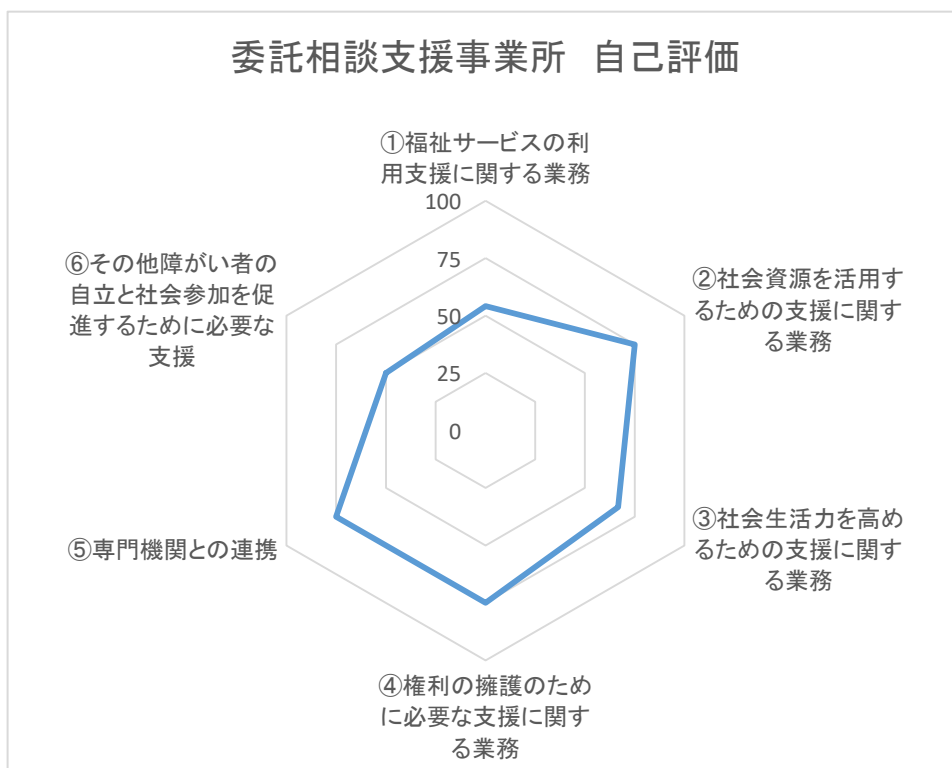 委託相談支援事業所　自己評価
①福祉サービスの利
用支援に関する業務
100
75
50
25
0
②社会資源を活用す
るための支援に関す
る業務
③社会生活力を高め
るための支援に関す
る業務
④権利の擁護のため
に必要な支援に関す
る業務
⑤専門機関との連携
⑥その他障がい者の
自立と社会参加を促
進するために必要な
支援